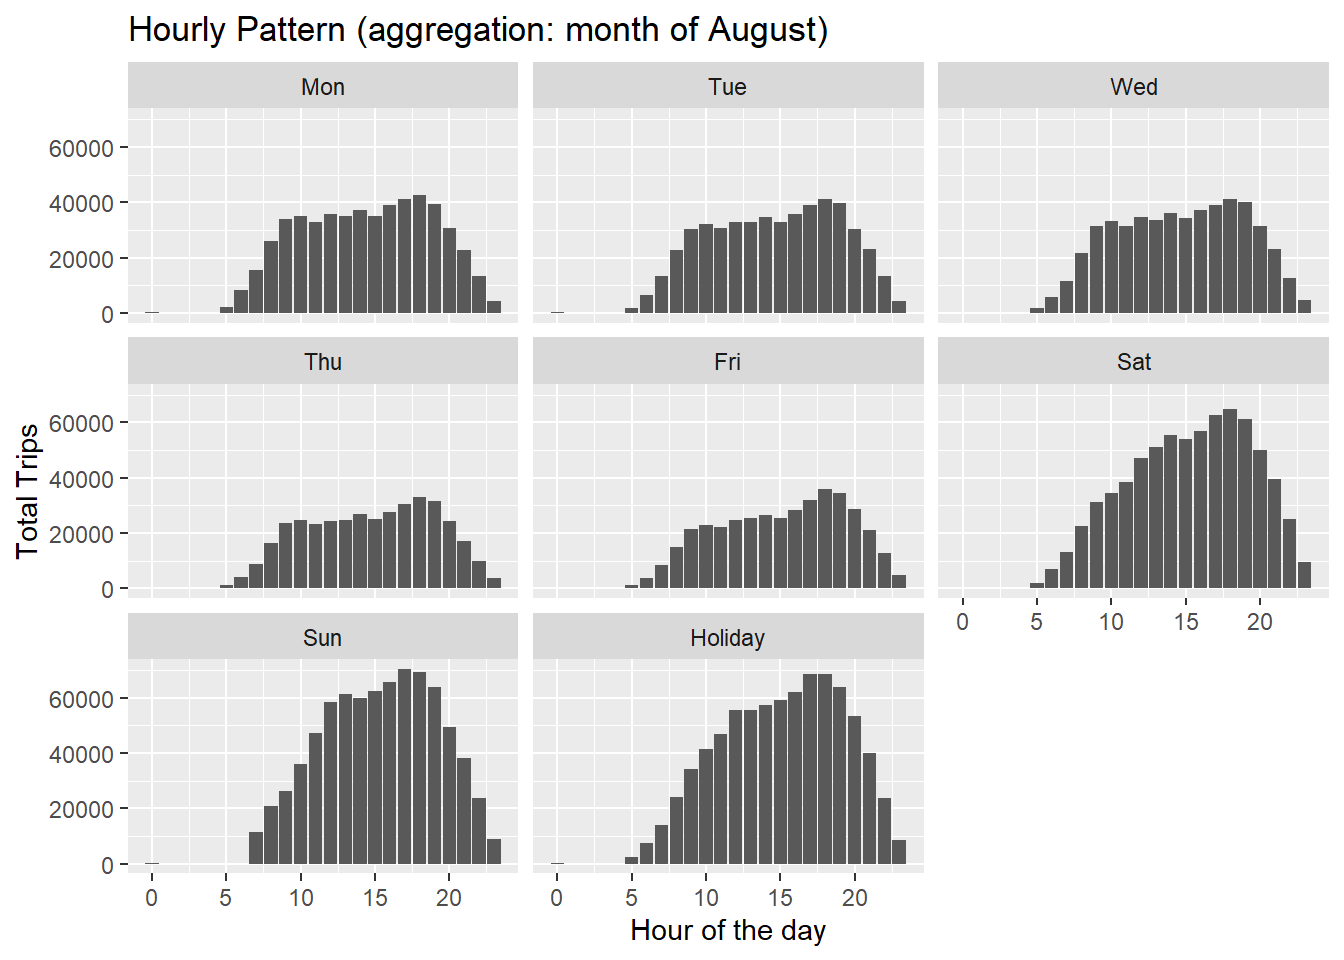 Hourly Pattern (aggregation: month of August)
Mon Tue Wed
60000
40000
20000
0
Thu Fri Sat
60000
40000
20000
0
0 5 10 15 20
Sun Holiday
60000
40000
20000
0
0 5 10 15 20 0 5 10 15 20
Total Trips
Hour of the day